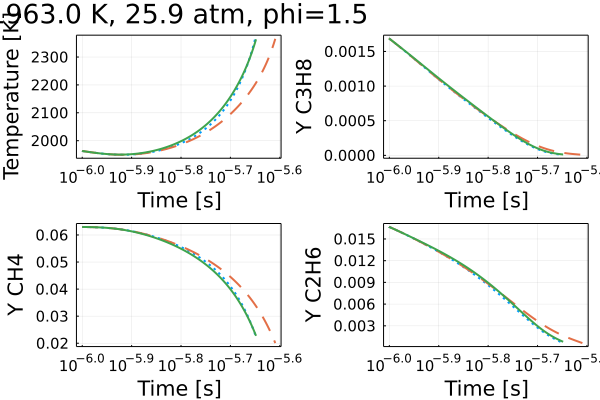 963.0 K, 25.9 atm, phi=1.5
Temperature [K]
2300
2200
2100
2000
10^-6.0 10^-5.9 10^-5.8 10^-5.7 10^-5.6
Time [s]
Y C3H8
0.0015
0.0010
0.0005
0.0000
10^-6.0 10^-5.9 10^-5.8 10^-5.7 10^-5.
Time [s]
Y CH4
0.06
0.05
0.04
0.03
0.02
10^-6.0 10^-5.9 10^-5.8 10^-5.7 10^-5.6
Time [s]
Y C2H6
0.015
0.012
0.009
0.006
0.003
10^-6.0 10^-5.9 10^-5.8 10^-5.7 10^-5.
Time [s]